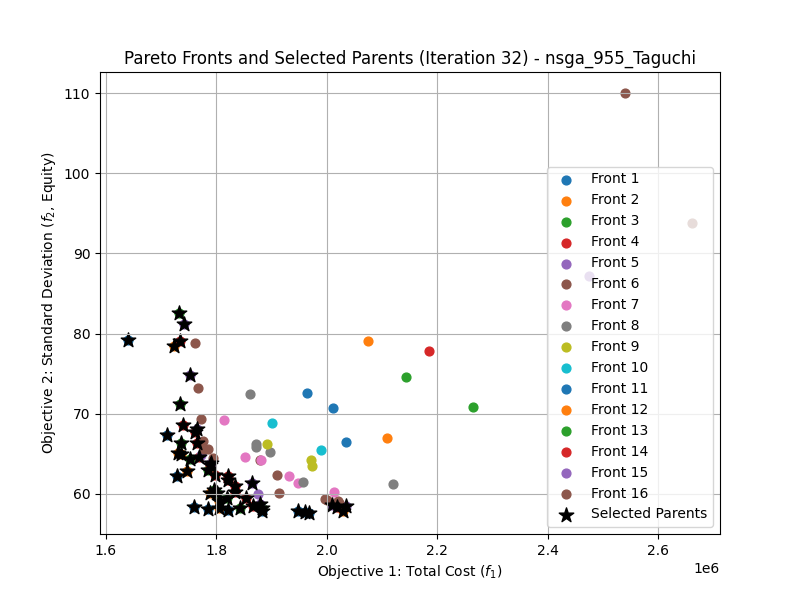 Pareto Fronts and Selected Parents (Iteration 32) - nsga_955_Taguchi
Objective 2: Standard Deviation (f₂, Equity)
110
100
90
80
70
60
Front 1
Front 2
Front 3
Front 4
Front 5
Front 6
Front 7
Front 8
Front 9
Front 10
Front 11
Front 12
Front 13
Front 14
Front 15
Front 16
Selected Parents
1.6
1.8
2.0
2.2
2.4
2.6
1e6
Objective 1: Total Cost (f₁)